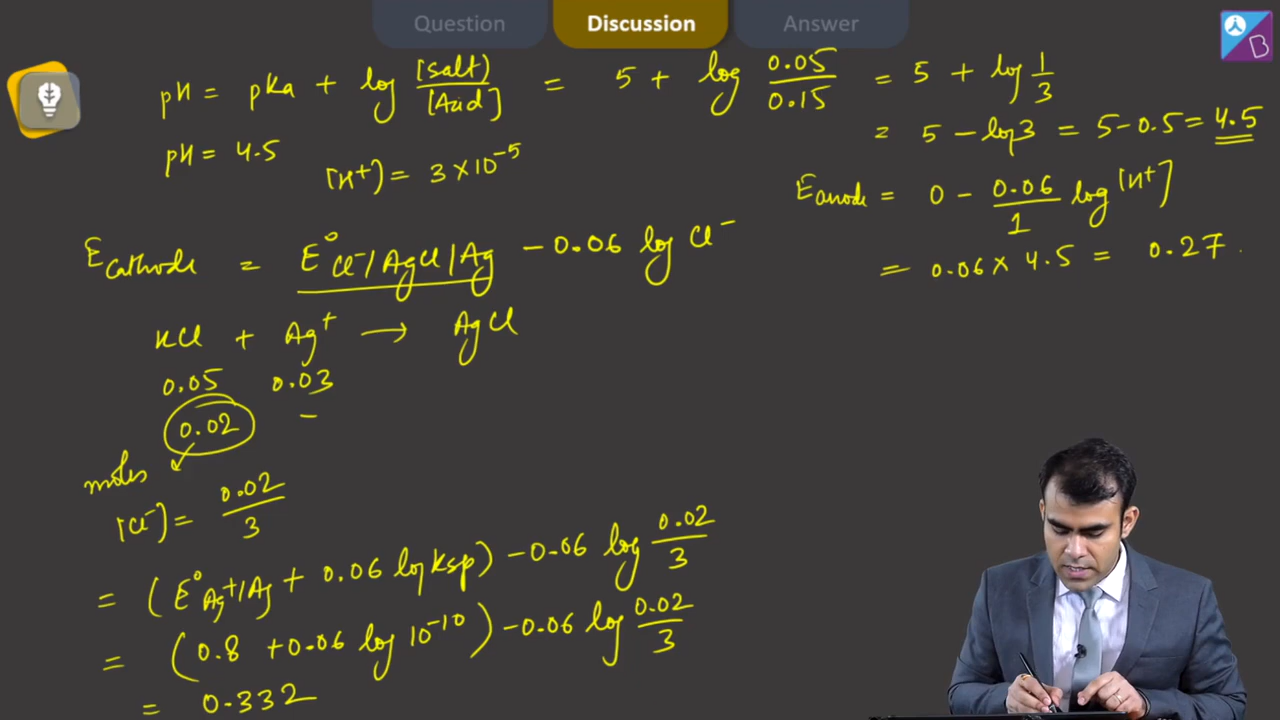 Question Discussion Answer
B
pH = pKa + log [Salt]/[Acid] = 5 + log 0.05/0.15 = 5 + log 1/3
= 5 - log3 = 5-0.5 = 4.5
pH = 4.5
[H+] = 3×10^-5
E anode = 0 - 0.06/1 log [H+]
= 0.06 × 4.5 = 0.27
E cathode = E° Cl-/AgCl/Ag - 0.06 log Cl-
KCl + Ag+ → AgCl
0.05 0.03
0.02 -
moles
[Cl-] = 0.02/3
= (E° Ag+/Ag + 0.06 log Ksp) - 0.06 log 0.02/3
= (0.8 + 0.06 log 10^-10) - 0.06 log 0.02/3
= 0.332